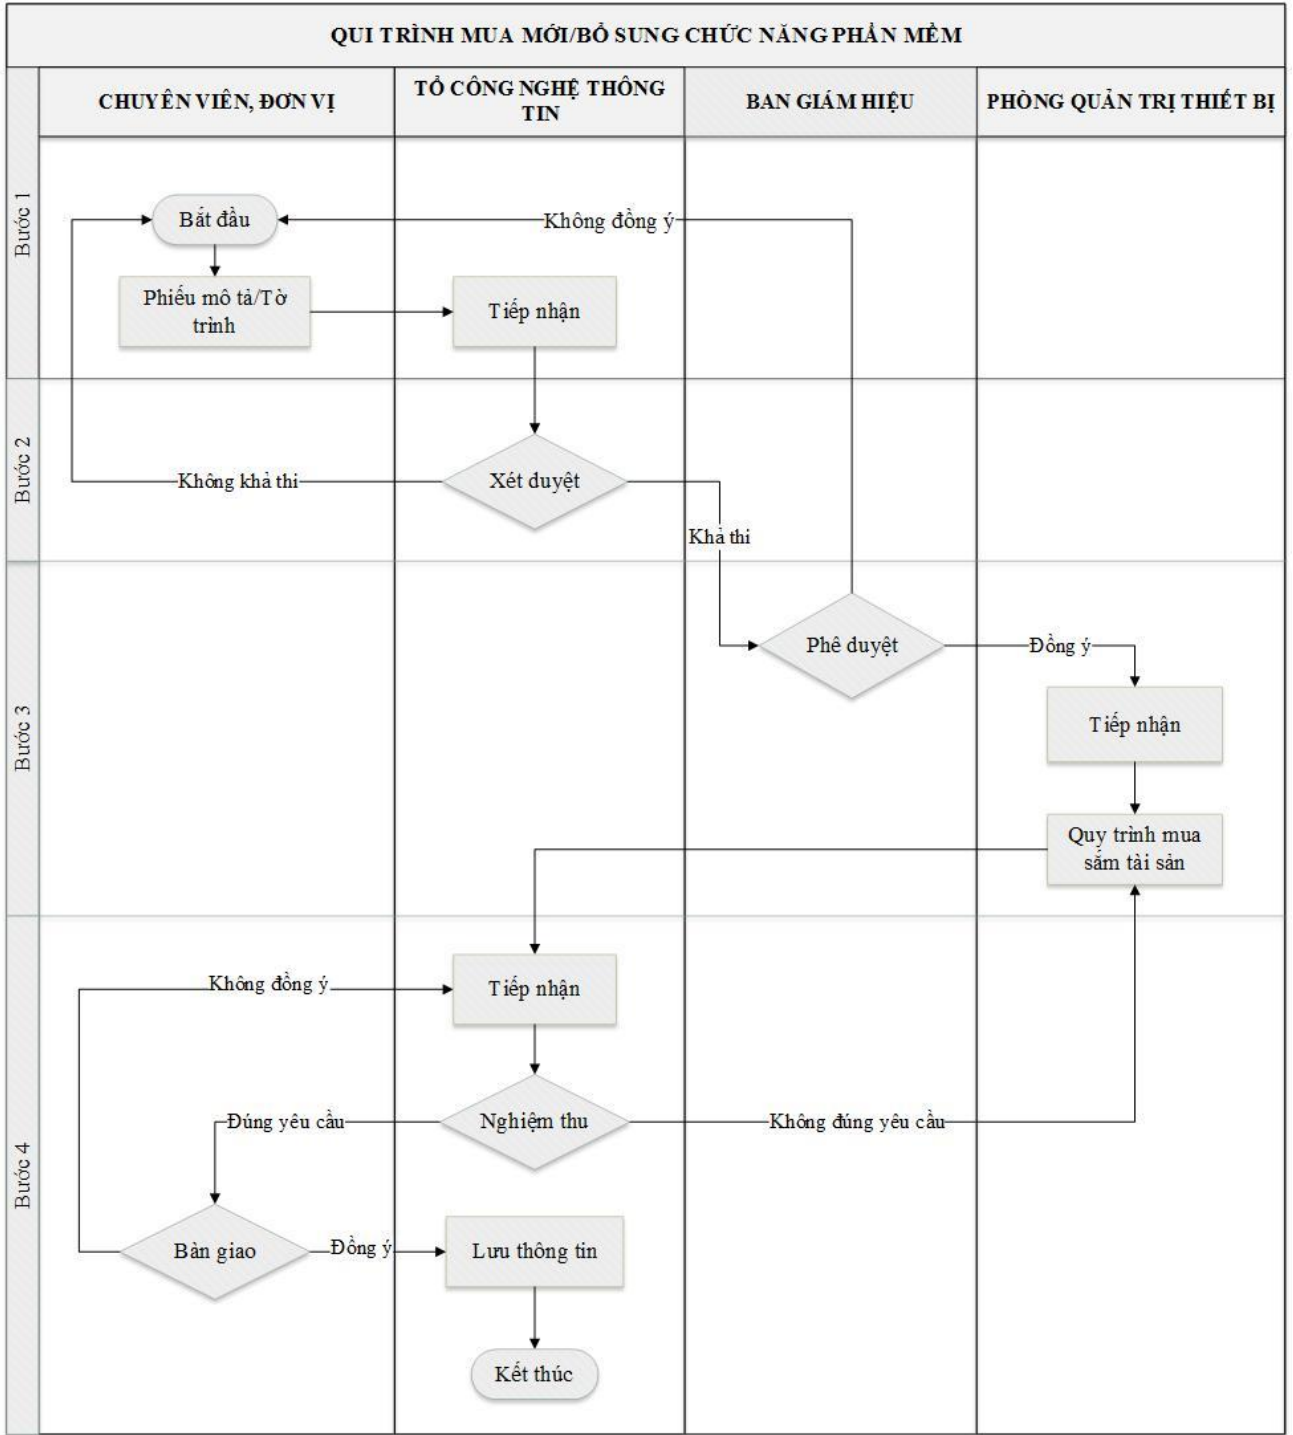 QUI TRÌNH MUA MỚI/BỔ SUNG CHỨC NĂNG PHẦN MỀM
CHUYÊN VIÊN, ĐƠN VỊ
TỔ CÔNG NGHỆ THÔNG
TIN
BAN GIÁM HIỆU
PHÒNG QUẢN TRỊ THIẾT BỊ
Bước 1
Bắt đầu
Không đồng ý
Phiếu mô tả/Tờ
trình
Tiếp nhận
Bước 2
Không khả thi
Xét duyệt
Khả thi
Bước 3
Phê duyệt
Đồng ý
Tiếp nhận
Quy trình mua
sắm tài sản
Bước 4
Không đồng ý
Tiếp nhận
Đúng yêu cầu
Nghiệm thu
Không đúng yêu cầu
Bàn giao
Đồng ý
Lưu thông tin
Kết thúc